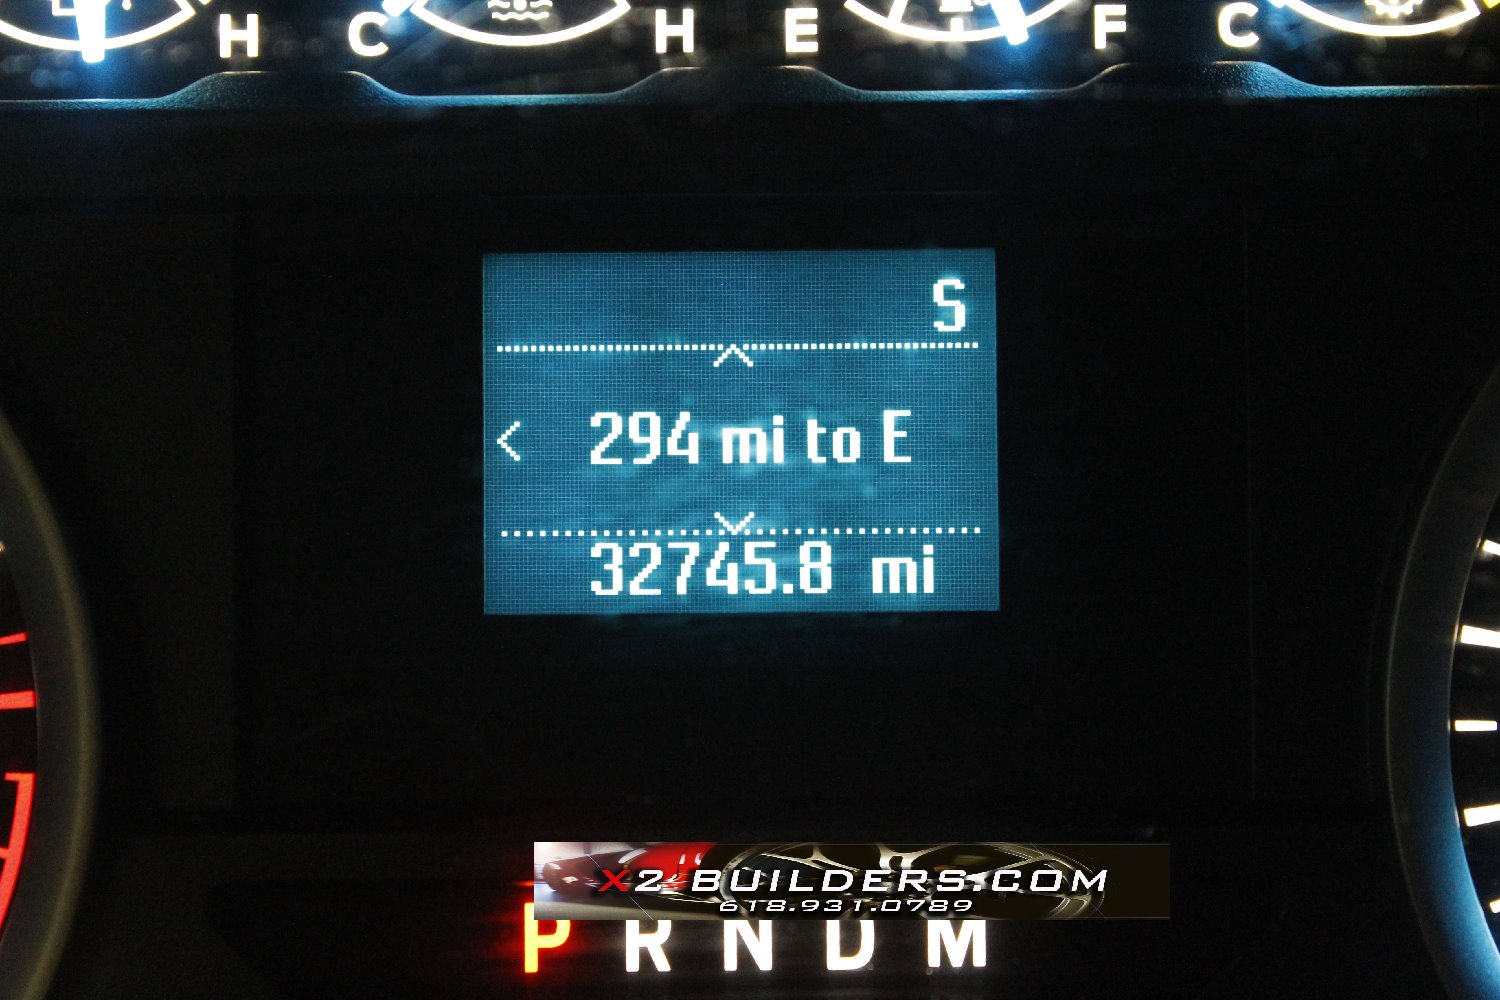 H C H E F C
S
294 mi to E
32745.8 mi
X2-BUILDERS.COM
618.931.0789
P R N D M